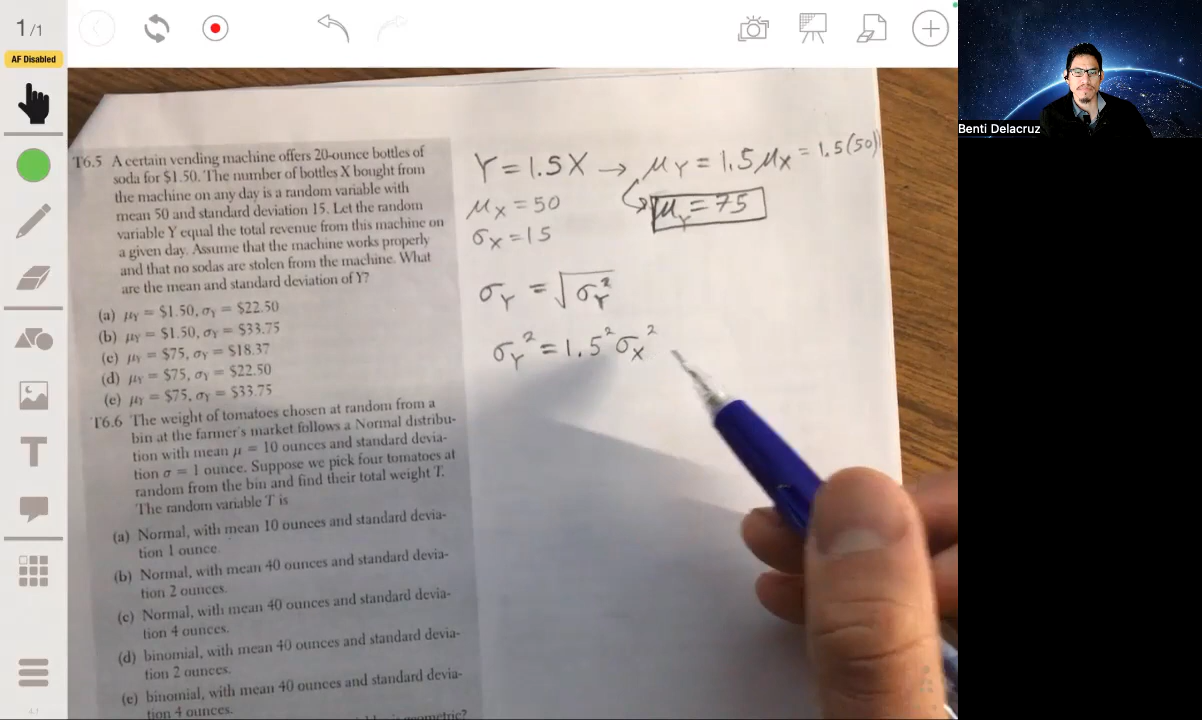 1/1
AF Disabled
Benti Delacruz
T6.5 A certain vending machine offers 20-ounce bottles of
soda for $1.50. The number of bottles X bought from
the machine on any day is a random variable with
mean 50 and standard deviation 15. Let the random
variable Y equal the total revenue from this machine on
a given day. Assume that the machine works properly
and that no sodas are stolen from the machine. What
are the mean and standard deviation of Y?
(a) μY = $1.50, σY = $22.50
(b) μY = $1.50, σY = $33.75
(c) μY = $75, σY = $18.37
(d) μY = $75, σY = $22.50
(e) μY = $75, σY = $33.75
T6.6 The weight of tomatoes chosen at random from a
bin at the farmer's market follows a Normal distribu-
tion with mean μ = 10 ounces and standard devia-
tion σ = 1 ounce. Suppose we pick four tomatoes at
random from the bin and find their total weight T.
The random variable T is
(a) Normal, with mean 10 ounces and standard devia-
tion 1 ounce.
(b) Normal, with mean 40 ounces and standard devia-
tion 2 ounces.
(c) Normal, with mean 40 ounces and standard devia-
tion 4 ounces.
(d) binomial, with mean 40 ounces and standard devia-
tion 2 ounces.
(e) binomial, with mean 40 ounces and standard devia-
tion 4 ounces.
geometric?
Y = 1.5X → μY = 1.5μX = 1.5(50)
μX = 50
μY = 75
σX = 15
σY = √σY²
σY² = 1.5²σX²